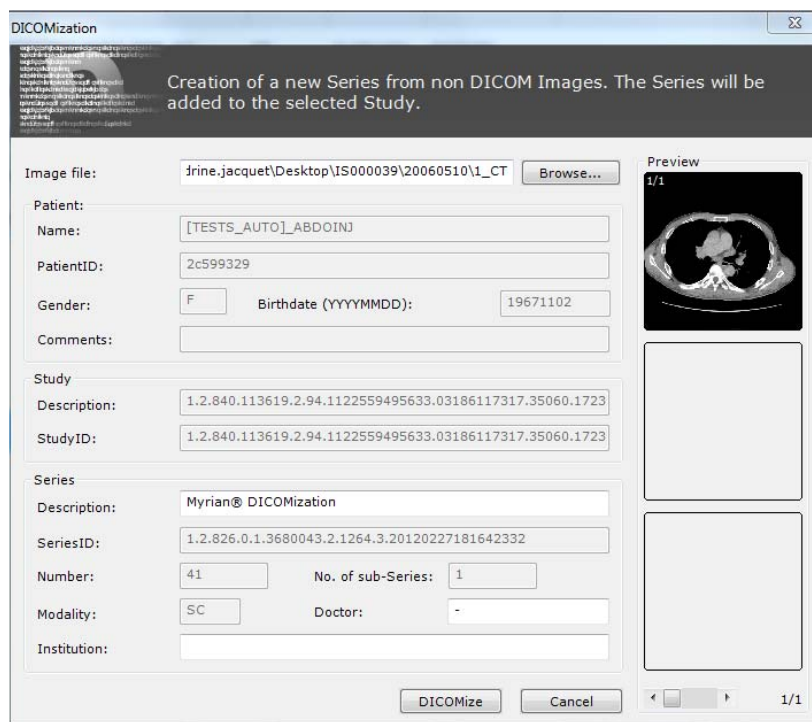 DICOMization
Creation of a new Series from non DICOM Images. The Series will be
added to the selected Study.
Image file: drine.jacquet\Desktop\IS000039\20060510\1_CT Browse...
Preview
1/1
Patient:
Name: [TESTS_AUTO]_ABDOINJ
PatientID: 2c599329
Gender: F Birthdate (YYYYMMDD): 19671102
Comments:
Study
Description: 1.2.840.113619.2.94.1122559495633.03186117317.35060.1723
StudyID: 1.2.840.113619.2.94.1122559495633.03186117317.35060.1723
Series
Description: Myrian® DICOMization
SeriesID: 1.2.826.0.1.3680043.2.1264.3.20120227181642332
Number: 41 No. of sub-Series: 1
Modality: SC Doctor: -
Institution:
DICOMize Cancel
1/1